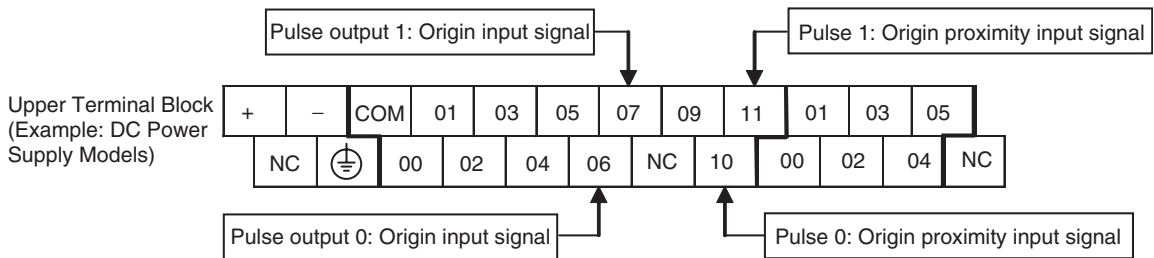 Pulse output 1: Origin input signal
Pulse 1: Origin proximity input signal
Upper Terminal Block
(Example: DC Power
Supply Models)
+ – COM 01 03 05 07 09 11 01 03 05
NC 00 02 04 06 NC 10 00 02 04 NC
Pulse output 0: Origin input signal
Pulse 0: Origin proximity input signal